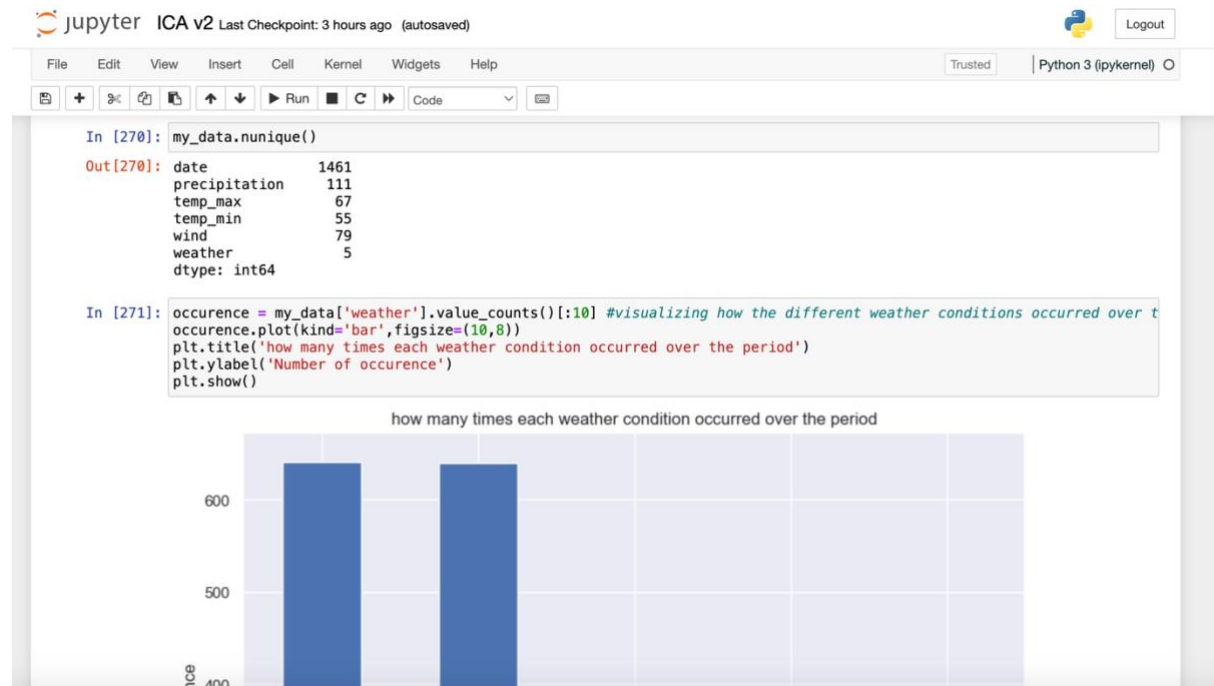 jupyter ICA v2 Last Checkpoint: 3 hours ago (autosaved) Logout
File Edit View Insert Cell Kernel Widgets Help Trusted Python 3 (ipykernel)
Run Code
In [270]: my_data.nunique()
Out[270]: date 1461
precipitation 111
temp_max 67
temp_min 55
wind 79
weather 5
dtype: int64
In [271]: occurence = my_data['weather'].value_counts()[:10] #visualizing how the different weather conditions occurred over t
occurence.plot(kind='bar',figsize=(10,8))
plt.title('how many times each weather condition occurred over the period')
plt.ylabel('Number of occurence')
plt.show()
how many times each weather condition occurred over the period
600
500
400